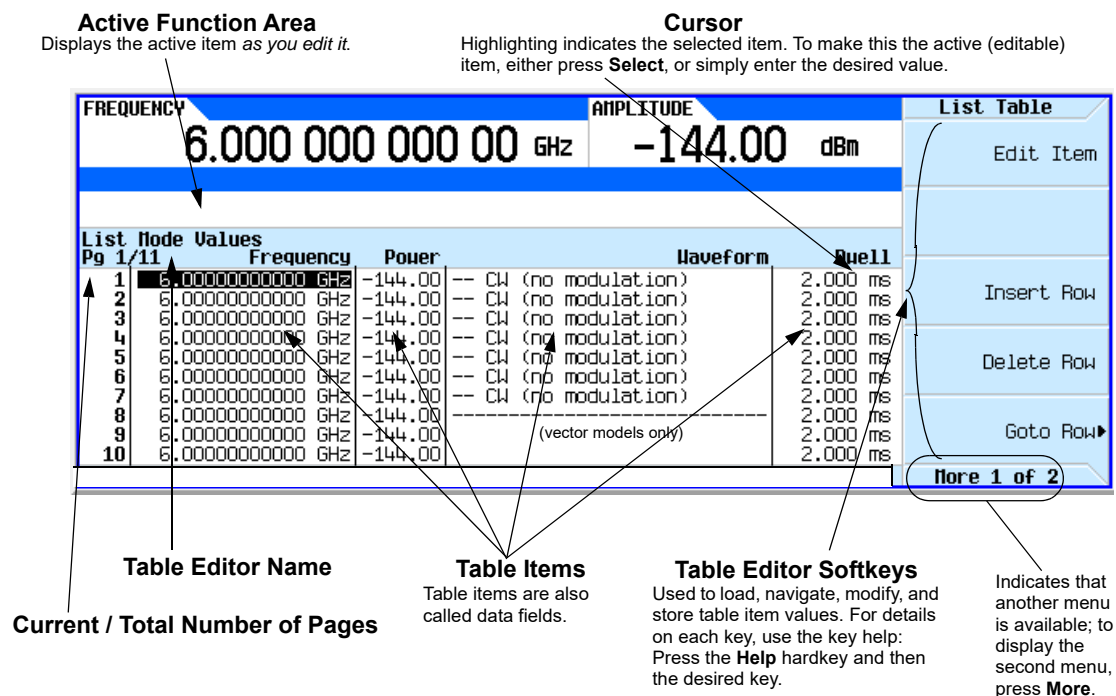 Active Function Area
Displays the active item as you edit it.
Cursor
Highlighting indicates the selected item. To make this the active (editable)
item, either press Select, or simply enter the desired value.
FREQUENCY
AMPLITUDE
List Table
6.000 000 000 00 GHz
-144.00 dBm
Edit Item
List Mode Values
Pg 1/11 Frequency Power Waveform Dwell
1 6.00000000000 GHz -144.00 -- CW (no modulation) 2.000 ms
2 6.00000000000 GHz -144.00 -- CW (no modulation) 2.000 ms
3 6.00000000000 GHz -144.00 -- CW (no modulation) 2.000 ms
4 6.00000000000 GHz -144.00 -- CW (no modulation) 2.000 ms
5 6.00000000000 GHz -144.00 -- CW (no modulation) 2.000 ms
6 6.00000000000 GHz -144.00 -- CW (no modulation) 2.000 ms
7 6.00000000000 GHz -144.00 -- CW (no modulation) 2.000 ms
8 6.00000000000 GHz -144.00 ------------------------------ 2.000 ms
9 6.00000000000 GHz -144.00 (vector models only) 2.000 ms
10 6.00000000000 GHz -144.00 2.000 ms
Insert Row
Delete Row
Goto Row
More 1 of 2
Table Editor Name
Current / Total Number of Pages
Table Items
Table items are also
called data fields.
Table Editor Softkeys
Used to load, navigate, modify, and
store table item values. For details
on each key, use the key help:
Press the Help hardkey and then
the desired key.
Indicates that
another menu
is available; to
display the
second menu,
press More.